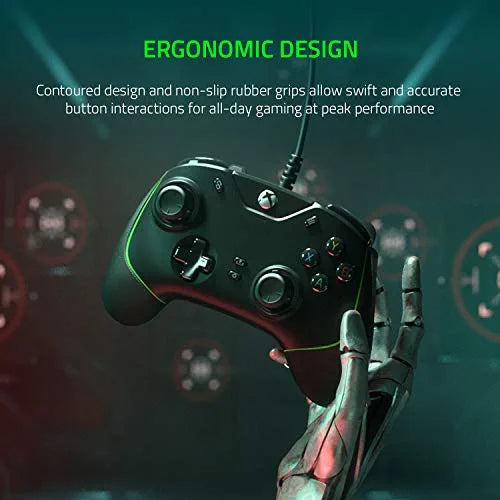 ERGONOMIC DESIGN
Contoured design and non-slip rubber grips allow swift and accurate
button interactions for all-day gaming at peak performance
X
Y
A
B